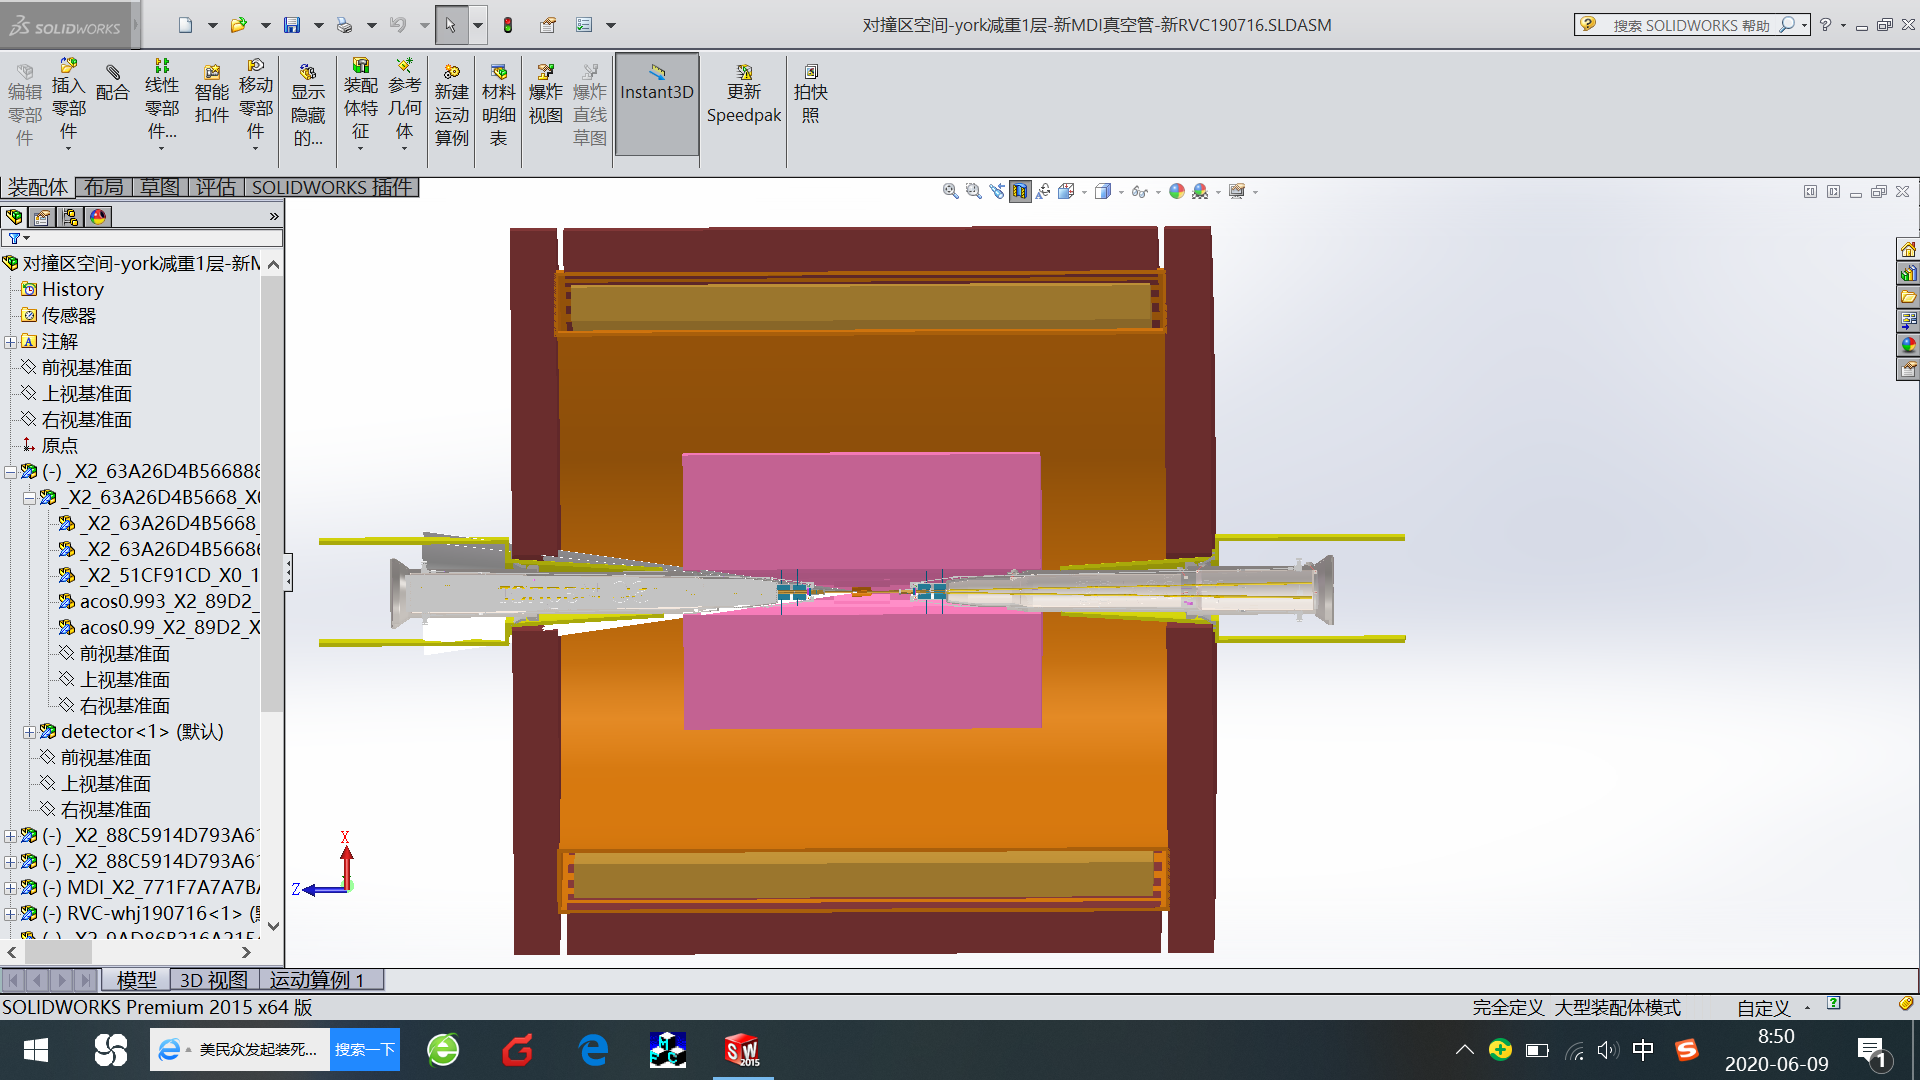 SOLIDWORKS
对撞区空间-york减重1层-新MDI真空管-新RVC190716.SLDASM
搜索 SOLIDWORKS 帮助
编辑零部件
插入零部件
配合
线性零部件...
智能扣件
移动零部件
显示隐藏的...
装配体特征
参考几何体
新建运动算例
材料明细表
爆炸视图
爆炸直线草图
Instant3D
更新 Speedpak
拍快照
装配体 布局 草图 评估 SOLIDWORKS 插件
对撞区空间-york减重1层-新M
History
传感器
注解
前视基准面
上视基准面
右视基准面
原点
(-) _X2_63A26D4B566888
_X2_63A26D4B5668_X0
_X2_63A26D4B5668_
_X2_63A26D4B56686
_X2_51CF91CD_X0_1
acos0.993_X2_89D2_
acos0.99_X2_89D2_X
前视基准面
上视基准面
右视基准面
detector<1> (默认)
前视基准面
上视基准面
右视基准面
(-) _X2_88C5914D793A61
(-) _X2_88C5914D793A61
(-) MDI_X2_771F7A7A7BA
(-) RVC-whj190716<1> (默
X
Z
模型 3D 视图 运动算例 1
SOLIDWORKS Premium 2015 x64 版
完全定义 大型装配体模式 自定义
美民众发起装死... 搜索一下
SW 2015
中
8:50
2020-06-09
1